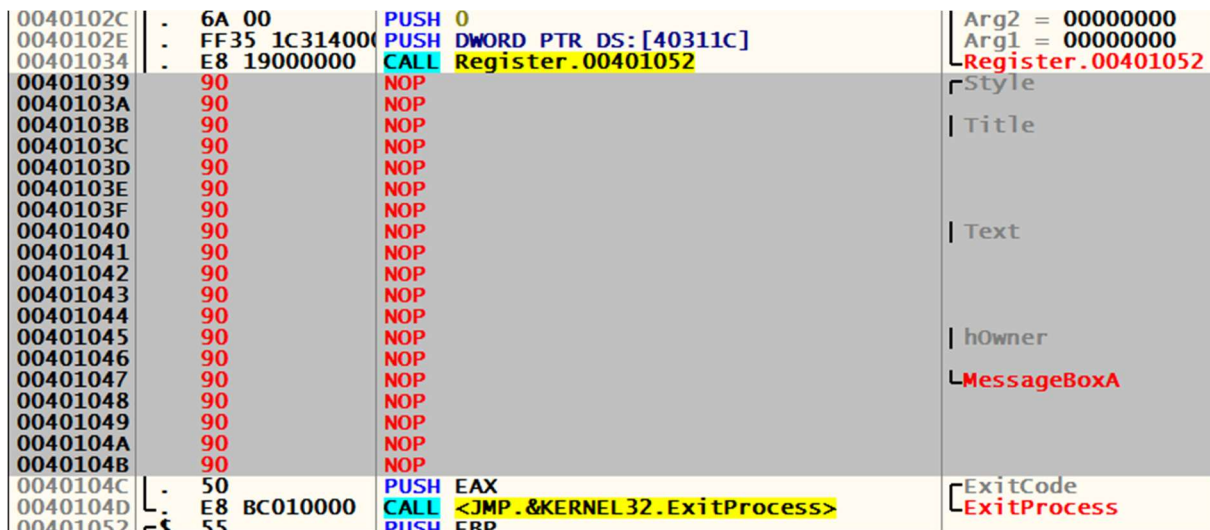 0040102C . 6A 00 PUSH 0 Arg2 = 00000000
0040102E . FF35 1C314000 PUSH DWORD PTR DS:[40311C] Arg1 = 00000000
00401034 . E8 19000000 CALL Register.00401052 Register.00401052
00401039 90 NOP Style
0040103A 90 NOP
0040103B 90 NOP Title
0040103C 90 NOP
0040103D 90 NOP
0040103E 90 NOP
0040103F 90 NOP
00401040 90 NOP Text
00401041 90 NOP
00401042 90 NOP
00401043 90 NOP
00401044 90 NOP
00401045 90 NOP hOwner
00401046 90 NOP
00401047 90 NOP MessageBoxA
00401048 90 NOP
00401049 90 NOP
0040104A 90 NOP
0040104B 90 NOP
0040104C . 50 PUSH EAX ExitCode
0040104D . E8 BC010000 CALL <JMP.&KERNEL32.ExitProcess> ExitProcess
00401052 $ 55 PUSH EBP